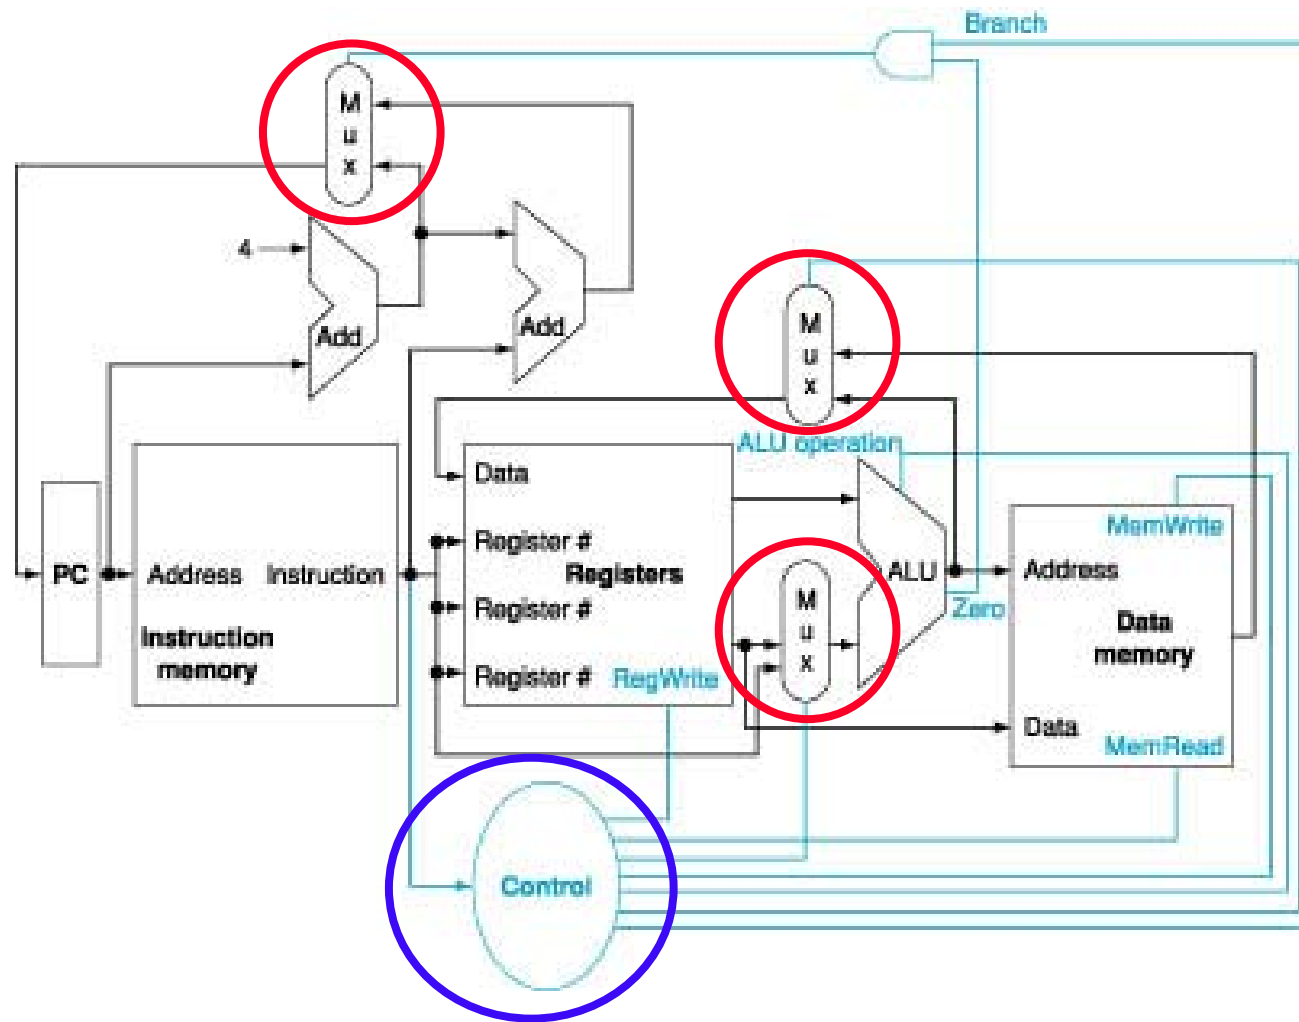 Branch
M
u
x
4
Add
Add
M
u
x
ALU operation
Data
Register #
Registers
Register #
Register #
RegWrite
PC
Address
Instruction
Instruction
memory
M
u
x
ALU
Zero
MemWrite
Address
Data
memory
Data
MemRead
Control